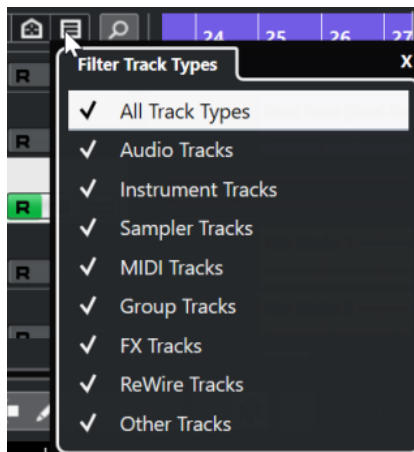 24 25 26 27
Filter Track Types X
R
✓ All Track Types
✓ Audio Tracks
R
✓ Instrument Tracks
R
✓ Sampler Tracks
✓ MIDI Tracks
R
✓ Group Tracks
✓ FX Tracks
✓ ReWire Tracks
✓ Other Tracks